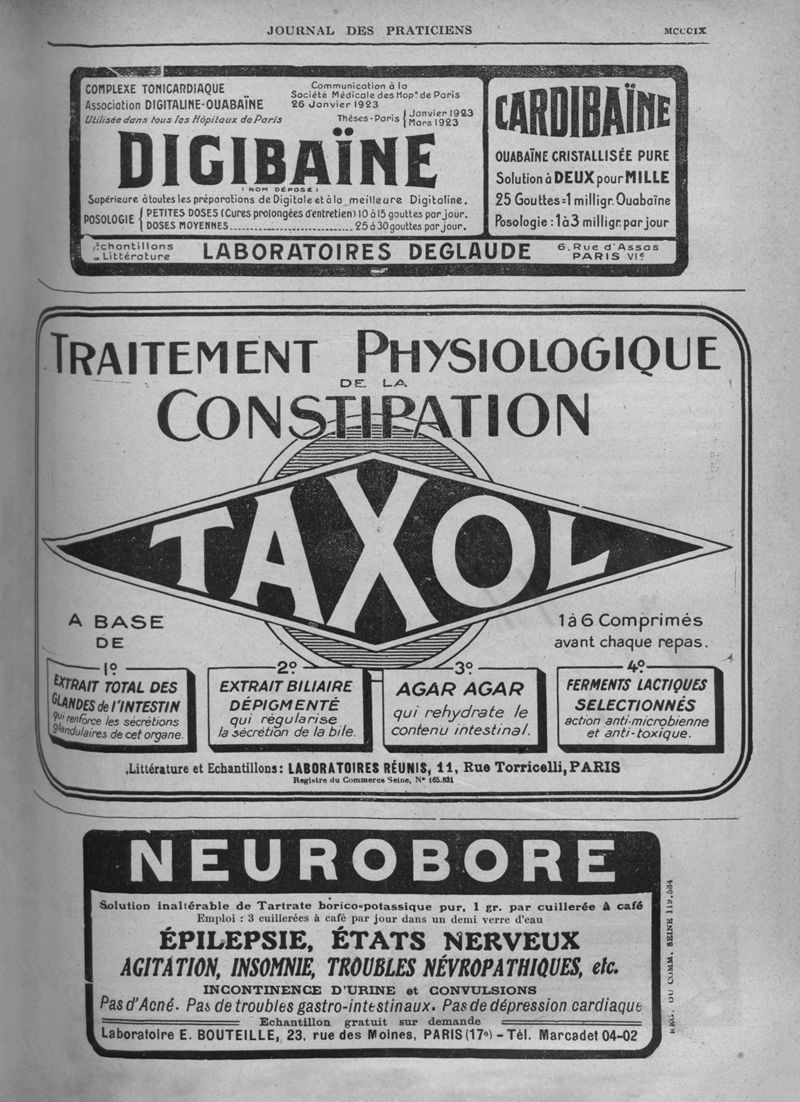 JOURNAL DES PRATICIENS
MCCCIX
COMPLEXE TONICARDIAQUE
Association DIGITALINE-OUABAÏNE
Utilisée dans tous les Hôpitaux de Paris
Communication à la
Société Médicale des Hop.ˣ de Paris
26 Janvier 1923
Thèses-Paris { Janvier 1923
Mars 1923
DIGIBAÏNE
( NOM DÉPOSÉ )
Supérieure à toutes les préparations de Digitale et à la meilleure Digitaline.
POSOLOGIE { PETITES DOSES (Cures prolongées d'entretien) 10 à 15 gouttes par jour.
DOSES MOYENNES............................ 25 à 30 gouttes par jour.
CARDIBAÏNE
OUABAÏNE CRISTALLISÉE PURE
Solution à DEUX pour MILLE
25 Gouttes=1 milligr. Ouabaïne
Posologie : 1 à 3 milligr. par jour
Échantillons
& Littérature
LABORATOIRES DEGLAUDE
6. Rue d'Assas
PARIS VIᵉ
TRAITEMENT PHYSIOLOGIQUE
DE LA
CONSTIPATION
TAXOL
A BASE
DE
1 à 6 Comprimés
avant chaque repas.
1º
EXTRAIT TOTAL DES
GLANDES de l'INTESTIN
qui renforce les sécrétions
glandulaires de cet organe.
2º
EXTRAIT BILIAIRE
DÉPIGMENTÉ
qui régularise
la sécrétion de la bile.
3º
AGAR AGAR
qui rehydrate le
contenu intestinal.
4º
FERMENTS LACTIQUES
SELECTIONNÉS
action anti-microbienne
et anti-toxique.
Littérature et Echantillons: LABORATOIRES RÉUNIS, 11, Rue Torricelli, PARIS
Registre du Commerce Seine, Nº 165.831
NEUROBORE
Solution inaltérable de Tartrate borico-potassique pur, 1 gr. par cuillerée à café
Emploi : 3 cuillerées à café par jour dans un demi verre d'eau
ÉPILEPSIE, ÉTATS NERVEUX
AGITATION, INSOMNIE, TROUBLES NÉVROPATHIQUES, etc.
INCONTINENCE D'URINE et CONVULSIONS
Pas d'Acné. Pas de troubles gastro-intestinaux. Pas de dépression cardiaque
Echantillon gratuit sur demande
Laboratoire E. BOUTEILLE, 23, rue des Moines, PARIS (17ᵉ) - Tél. Marcadet 04-02
REG. DU COMM. SEINE 119.534